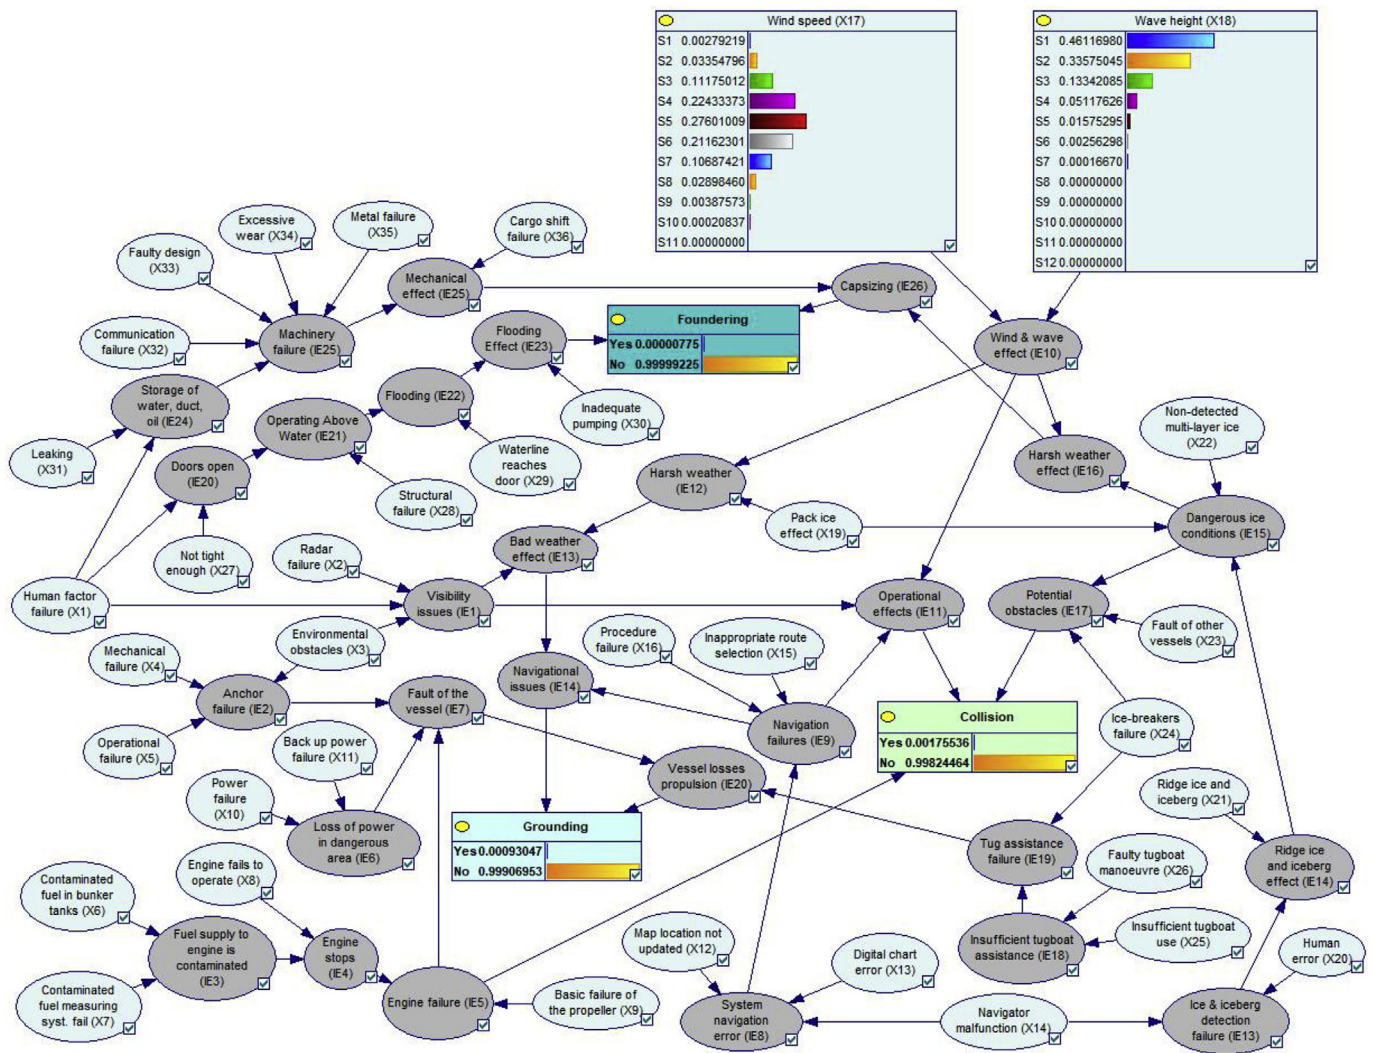 Wind speed (X17)
S1 0.00279219
S2 0.03354796
S3 0.11175012
S4 0.22433373
S5 0.27601009
S6 0.21162301
S7 0.10687421
S8 0.02898460
S9 0.00387573
S10 0.00020837
S11 0.00000000
Wave height (X18)
S1 0.46116980
S2 0.33575045
S3 0.13342085
S4 0.05117626
S5 0.01575295
S6 0.00256298
S7 0.00016670
S8 0.00000000
S9 0.00000000
S10 0.00000000
S11 0.00000000
S12 0.00000000
Excessive
wear (X34)
Metal failure
(X35)
Cargo shift
failure (X36)
Faulty design
(X33)
Mechanical
effect (IE25)
Capsizing (IE26)
Communication
failure (X32)
Machinery
failure (IE25)
Flooding
Effect (IE23)
Foundering
Yes 0.00000775
No 0.99999225
Wind & wave
effect (IE10)
Storage of
water, duct,
oil (IE24)
Flooding (IE22)
Inadequate
pumping (X30)
Operating Above
Water (IE21)
Non-detected
multi-layer ice
(X22)
Leaking
(X31)
Doors open
(IE20)
Waterline
reaches
door (X29)
Harsh weather
(IE12)
Harsh weather
effect (IE16)
Structural
failure (X28)
Pack ice
effect (X19)
Dangerous ice
conditions (IE15)
Not tight
enough (X27)
Radar
failure (X2)
Bad weather
effect (IE13)
Human factor
failure (X1)
Visibility
issues (IE1)
Operational
effects (IE11)
Potential
obstacles (IE17)
Environmental
obstacles (X3)
Procedure
failure (X16)
Inappropriate route
selection (X15)
Fault of other
vessels (X23)
Mechanical
failure (X4)
Anchor
failure (IE2)
Fault of the
vessel (IE7)
Navigational
issues (IE14)
Navigation
failures (IE9)
Collision
Yes 0.00175536
No 0.99824464
Ice-breakers
failure (X24)
Operational
failure (X5)
Back up power
failure
(X11)
Vessel losses
propulsion (IE20)
Power
failure
(X10)
Ridge ice and
iceberg (X21)
Loss of power
in dangerous
area (IE6)
Grounding
Yes 0.00093047
No 0.99906953
Tug assistance
failure (IE19)
Ridge ice
and iceberg
effect (IE14)
Engine fails to
operate (X8)
Faulty tugboat
manoeuvre (X26)
Contaminated
fuel in bunker
tanks (X6)
Fuel supply to
engine is
contaminated
(IE3)
Engine
stops
(IE4)
Map location not
updated (X12)
Insufficient tugboat
assistance (IE18)
Insufficient tugboat
use (X25)
Human
error (X20)
Digital chart
error (X13)
Contaminated
fuel measuring
syst. fail (X7)
Engine failure (IE5)
Basic failure of
the propeller (X9)
System
navigation
error (IE8)
Navigator
malfunction (X14)
Ice & iceberg
detection
failure (IE13)